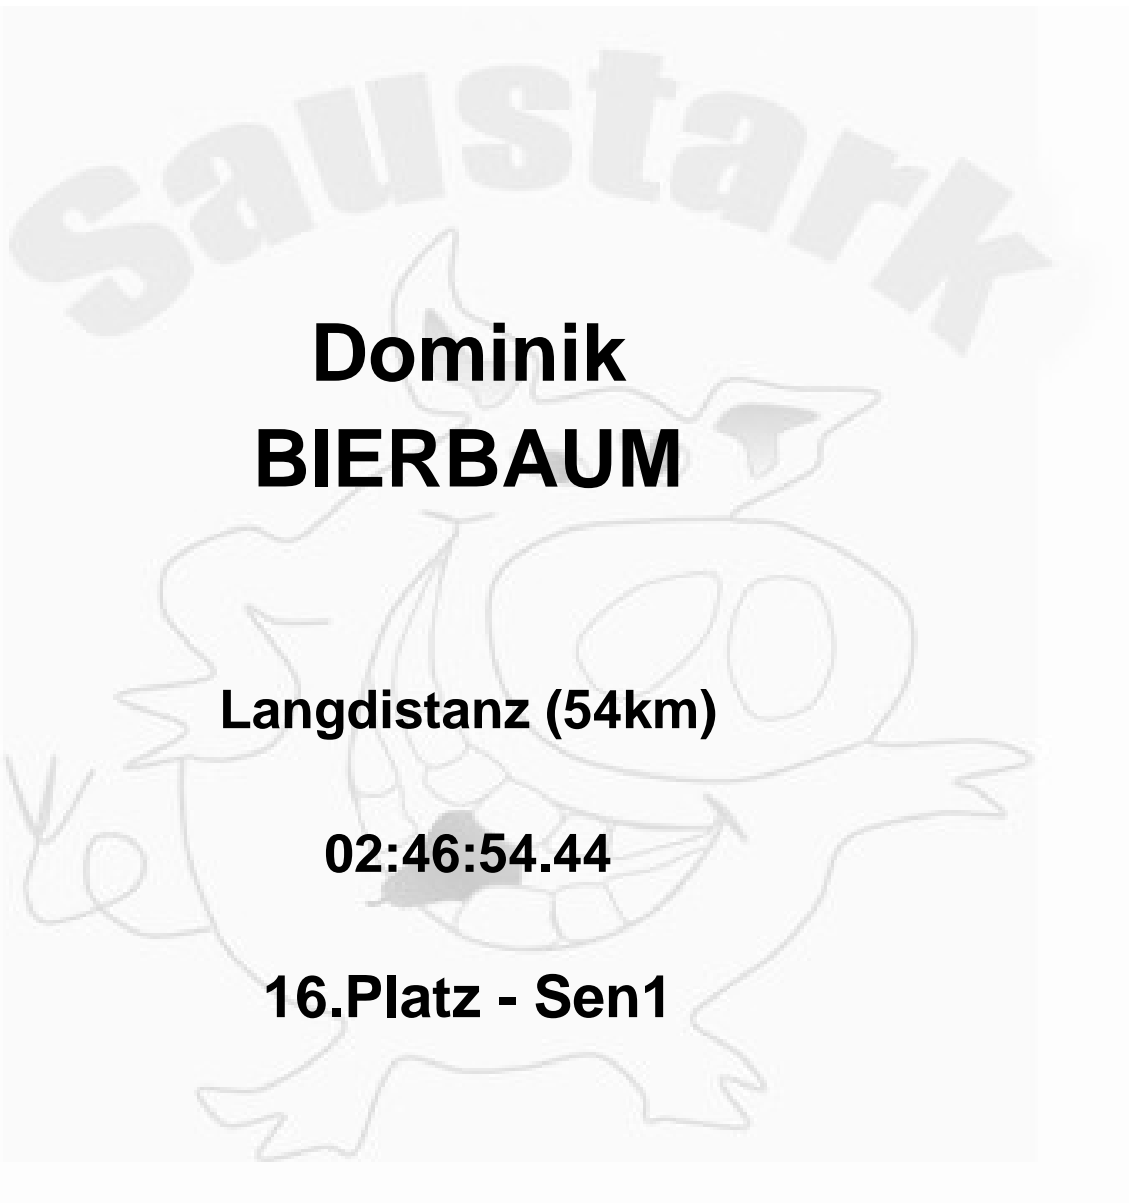 Saustark
Dominik
BIERBAUM
Langdistanz (54km)
02:46:54.44
16.Platz - Sen1